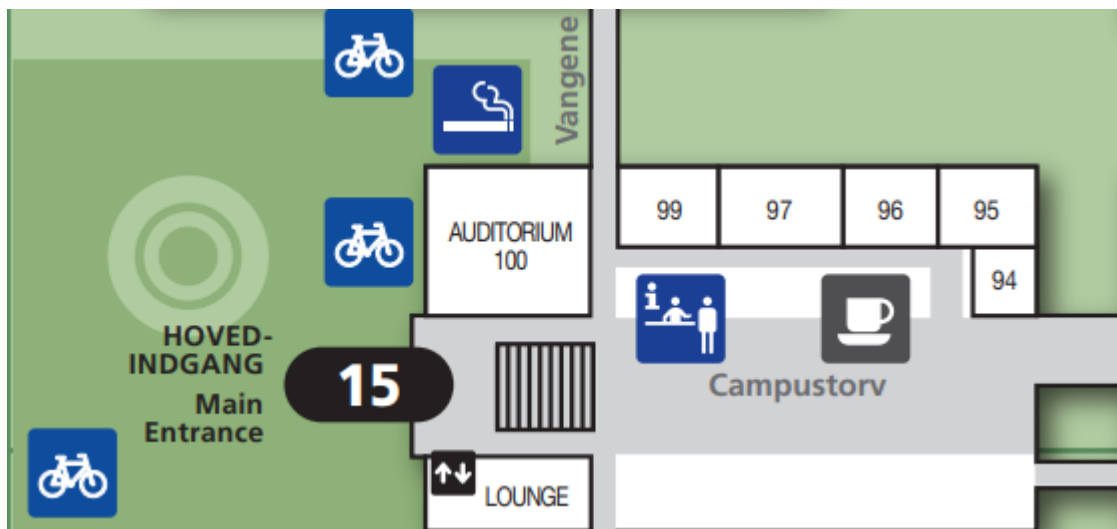 Vangene
99
97
96
95
AUDITORIUM
100
94
i
HOVED-
INDGANG
Main
Entrance
15
Campustorv
LOUNGE